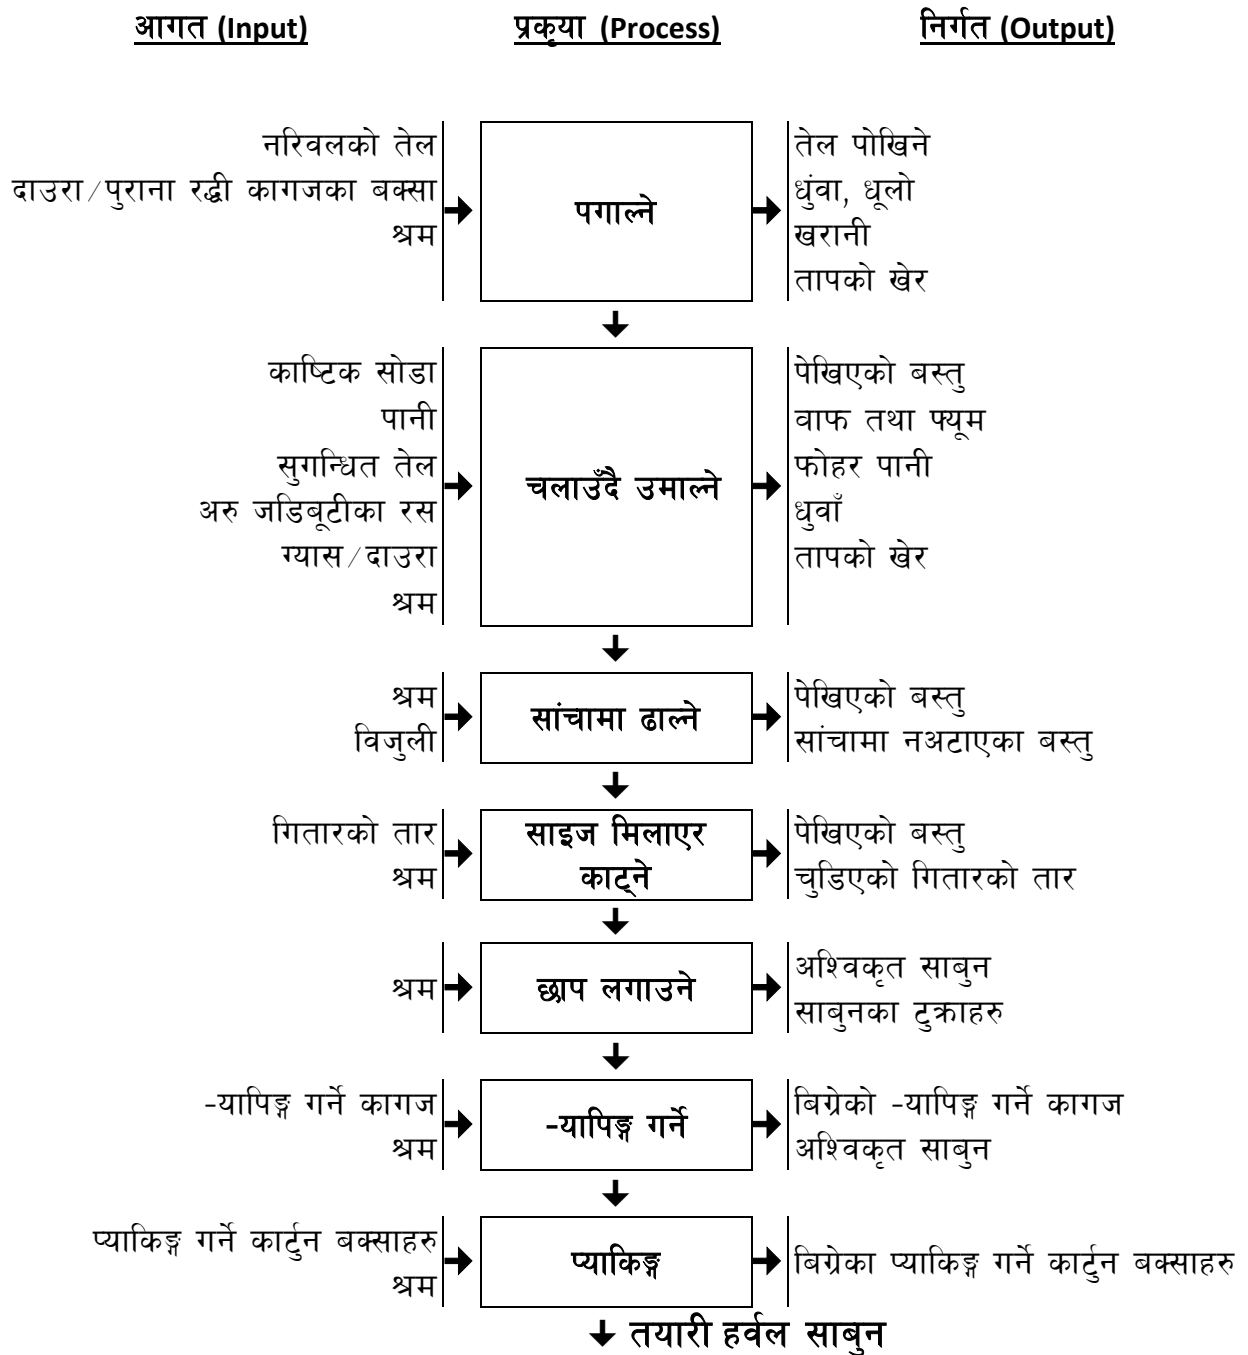 आगत (Input)
प्रकृया (Process)
निर्गत (Output)
नरिवलको तेल
दाउरा/पुराना रद्धी कागजका बक्सा
श्रम
पगाल्ने
तेल पोखिने
धुंवा, धूलो
खरानी
तापको खेर
काष्टिक सोडा
पानी
सुगन्धित तेल
अरु जडिबूटीका रस
ग्यास/दाउरा
श्रम
चलाउँदै उमाल्ने
पेखिएको बस्तु
वाफ तथा फ्यूम
फोहर पानी
धुवाँ
तापको खेर
श्रम
विजुली
सांचामा ढाल्ने
पेखिएको बस्तु
सांचामा नअटाएका बस्तु
गितारको तार
श्रम
साइज मिलाएर
काट्ने
पेखिएको बस्तु
चुडिएको गितारको तार
श्रम
छाप लगाउने
अश्विकृत साबुन
साबुनका टुक्राहरु
-यापिङ्ग गर्ने कागज
श्रम
-यापिङ्ग गर्ने
बिग्रेको -यापिङ्ग गर्ने कागज
अश्विकृत साबुन
प्याकिङ्ग गर्ने कार्टुन बक्साहरु
श्रम
प्याकिङ्ग
बिग्रेका प्याकिङ्ग गर्ने कार्टुन बक्साहरु
तयारी हर्वल साबुन